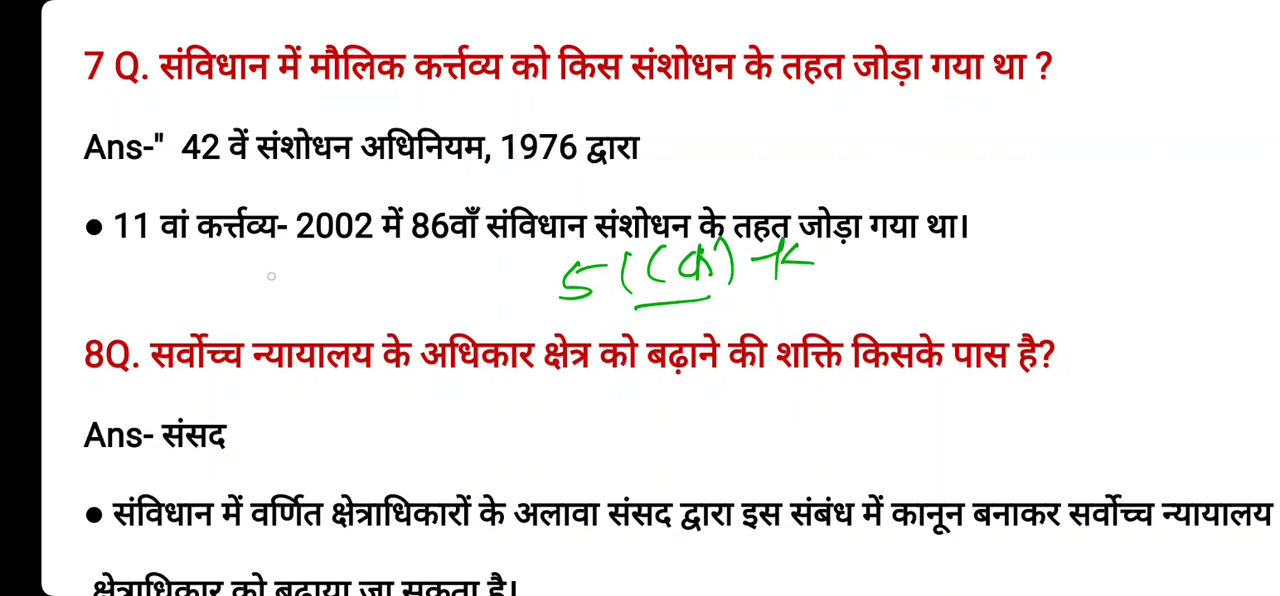 7 Q. संविधान में मौलिक कर्त्तव्य को किस संशोधन के तहत जोड़ा गया था ?
Ans-" 42 वें संशोधन अधिनियम, 1976 द्वारा
● 11 वां कर्त्तव्य- 2002 में 86वाँ संविधान संशोधन के तहत जोड़ा गया था।
51(क) K
8Q. सर्वोच्च न्यायालय के अधिकार क्षेत्र को बढ़ाने की शक्ति किसके पास है?
Ans- संसद
● संविधान में वर्णित क्षेत्राधिकारों के अलावा संसद द्वारा इस संबंध में कानून बनाकर सर्वोच्च न्यायालय
क्षेत्राधिकार को बढ़ाया जा सकता है।